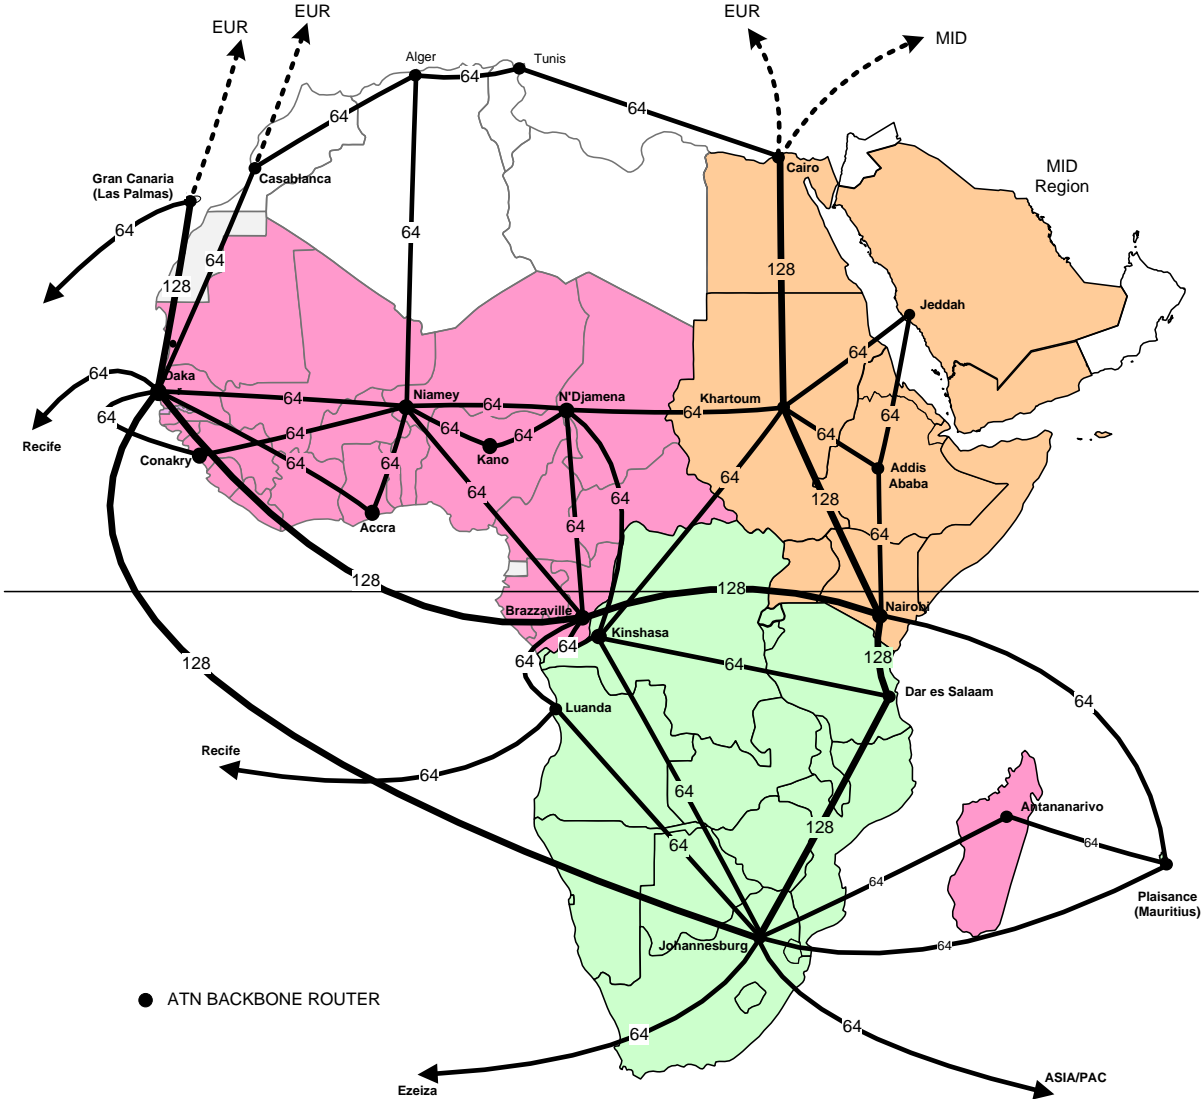 EUR
EUR
EUR
MID
Alger
Tunis
64
64
64
Gran Canaria
(Las Palmas)
Casablanca
Cairo
MID
Region
64
64
64
128
128
Jeddah
64
64
Daka
64
64
Niamey
64
N'Djamena
64
Khartoum
64
Recife
64
Conakry
64
64
64
64
Kano
64
64
64
Addis
Ababa
Accra
64
64
64
64
128
64
128
128
Brazzaville
Nairobi
Kinshasa
64
64
64
128
128
Dar es Salaam
Luanda
64
Recife
64
64
128
Antananarivo
64
64
64
Plaisance
(Mauritius)
Johannesburg
64
ATN BACKBONE ROUTER
64
64
Ezeiza
ASIA/PAC